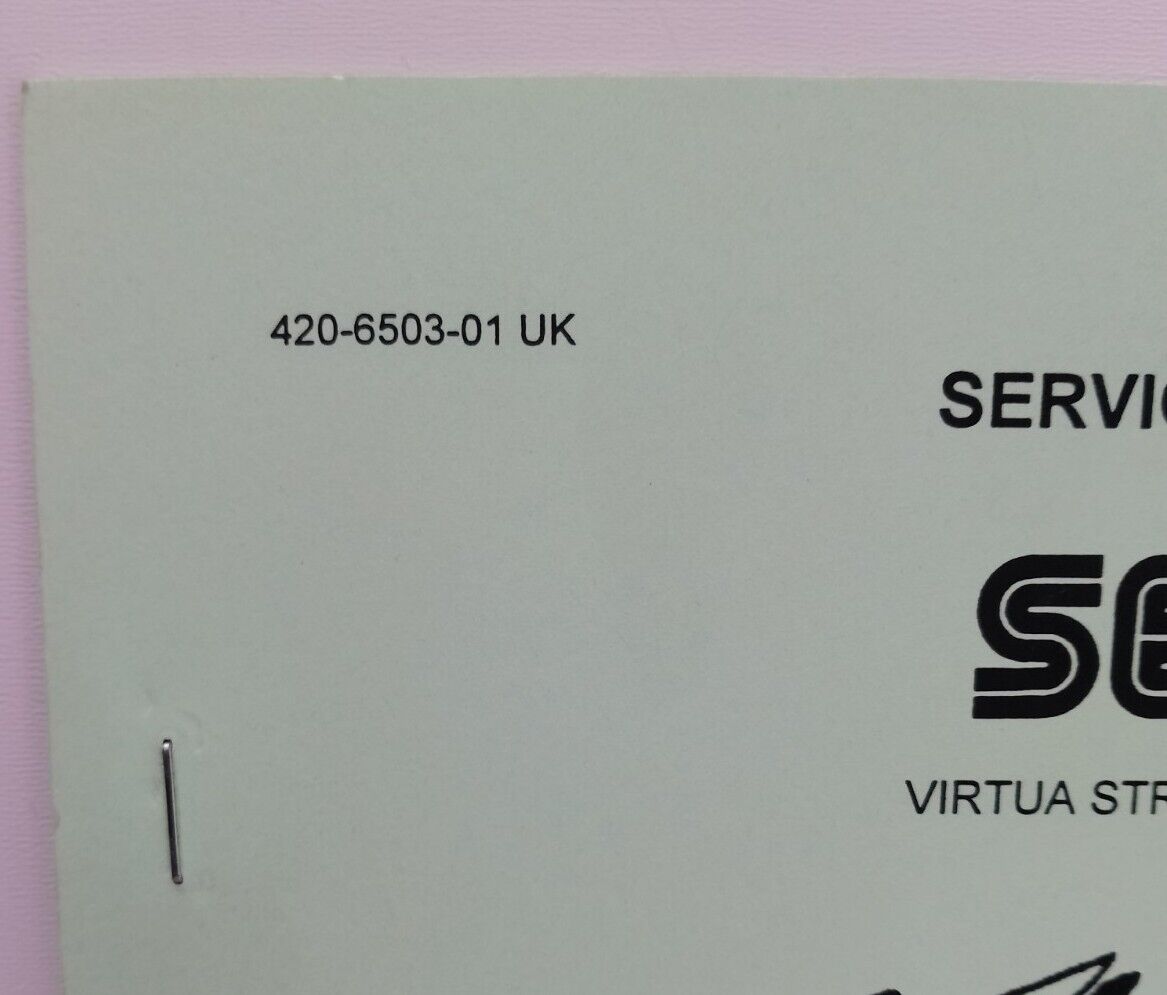 420-6503-01 UK
SERVIC
SE
VIRTUA STR